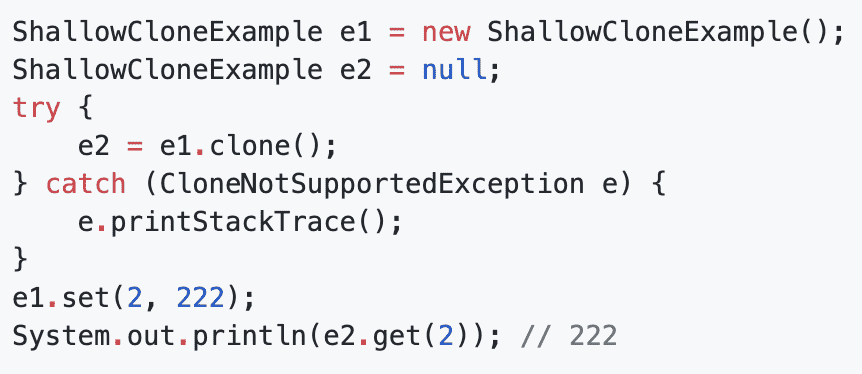 ShallowCloneExample e1 = new ShallowCloneExample();
ShallowCloneExample e2 = null;
try {
    e2 = e1.clone();
} catch (CloneNotSupportedException e) {
    e.printStackTrace();
}
e1.set(2, 222);
System.out.println(e2.get(2)); // 222